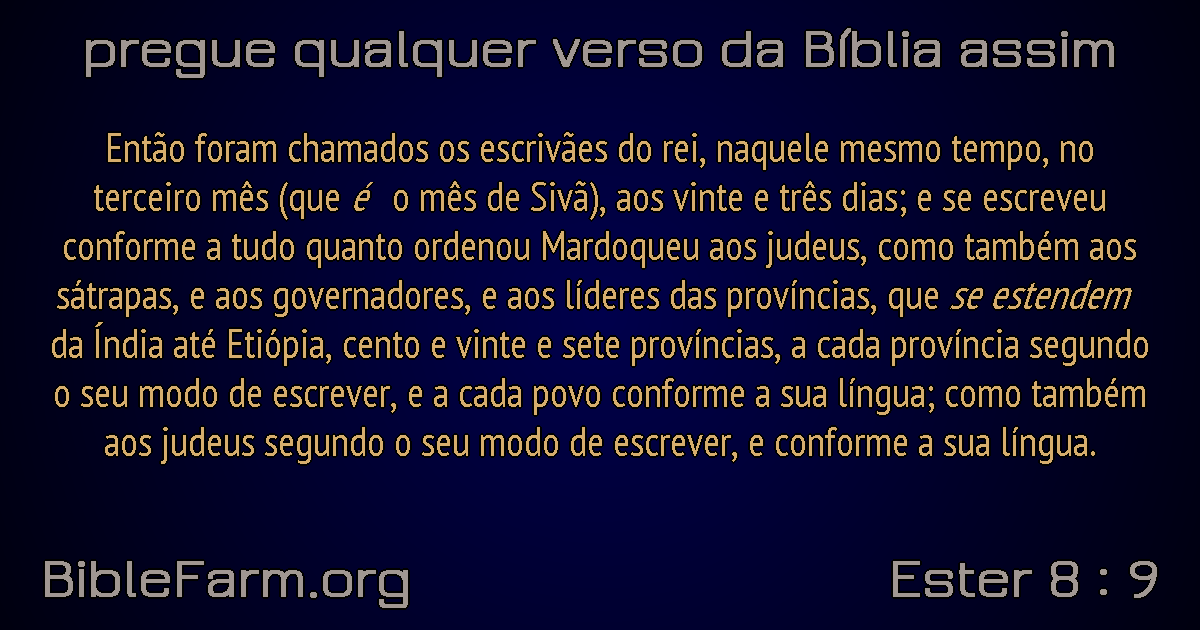 pregue qualquer verso da Bíblia assim
Então foram chamados os escrivães do rei, naquele mesmo tempo, no
terceiro mês (que é o mês de Sivã), aos vinte e três dias; e se escreveu
conforme a tudo quanto ordenou Mardoqueu aos judeus, como também aos
sátrapas, e aos governadores, e aos líderes das províncias, que se estendem
da Índia até Etiópia, cento e vinte e sete províncias, a cada província segundo
o seu modo de escrever, e a cada povo conforme a sua língua; como também
aos judeus segundo o seu modo de escrever, e conforme a sua língua.
BibleFarm.org
Ester 8 : 9